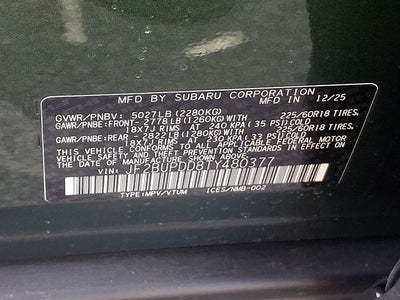 MFD BY SUBARU CORPORATION
MFD IN 12/25
GVWR/PNBV: 5027LB (2280KG)
GAWR/PNBE: FRONT - 2778LB (1260KG) WITH 225/60R18 TIRES,
18X7J RIMS AT 240 KPA (35 PSI) COLD
GAWR/PNBE: REAR - 2822LB (1280KG) WITH 225/60R18 TIRES,
18X7J RIMS AT 230 KPA (33 PSI) COLD
THIS VEHICLE CONFORMS TO ALL APPLICABLE FEDERAL MOTOR
VEHICLE SAFETY AND THEFT PREVENTION STANDARDS IN EFFECT
ON THE DATE OF MANUFACTURE SHOWN ABOVE.
VIN: JF2BUPDD8TY480377
TYPE:MPV/VTUM ICES/NMB-002